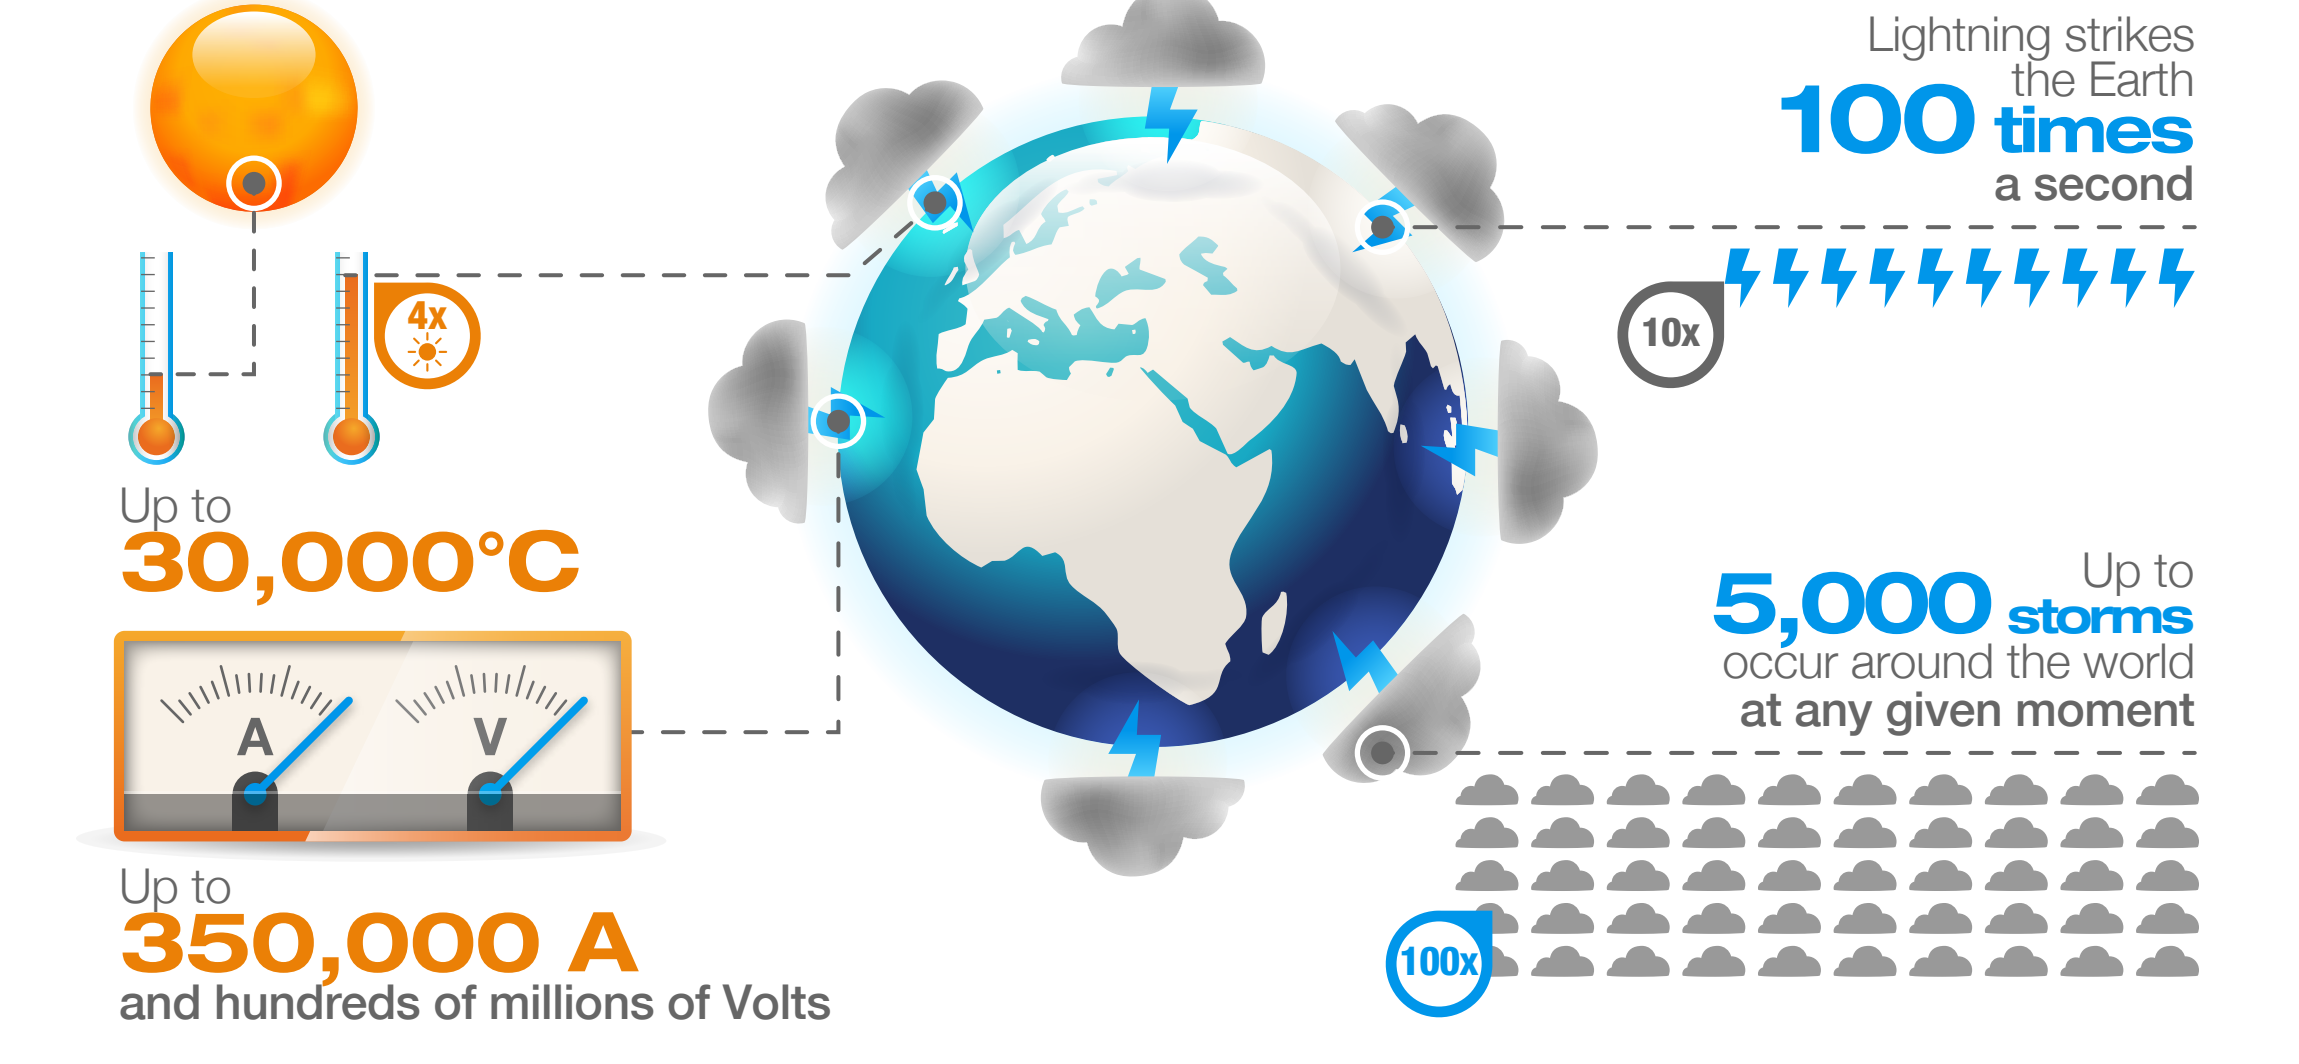 4x
Up to
30,000°C
A
V
Up to
350,000 A
and hundreds of millions of Volts
Lightning strikes
the Earth
100 times
a second
10x
Up to
5,000 storms
occur around the world
at any given moment
100x